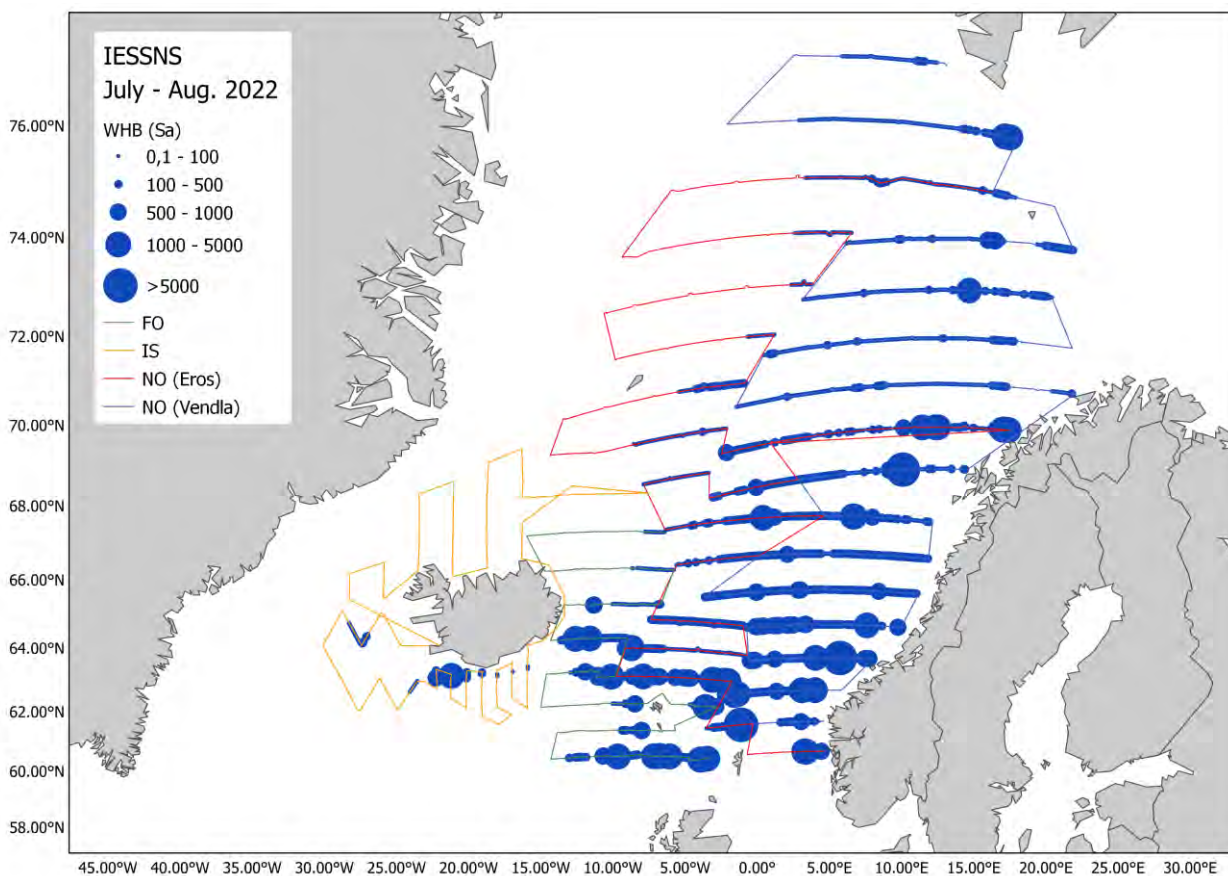 IESSNS
July - Aug. 2022
WHB (Sa)
0,1 - 100
100 - 500
500 - 1000
1000 - 5000
>5000
FO
IS
NO (Eros)
NO (Vendla)
76.00°N
74.00°N
72.00°N
70.00°N
68.00°N
66.00°N
64.00°N
62.00°N
60.00°N
58.00°N
45.00°W 40.00°W 35.00°W 30.00°W 25.00°W 20.00°W 15.00°W 10.00°W 5.00°W 0.00° 5.00°E 10.00°E 15.00°E 20.00°E 25.00°E 30.00°E